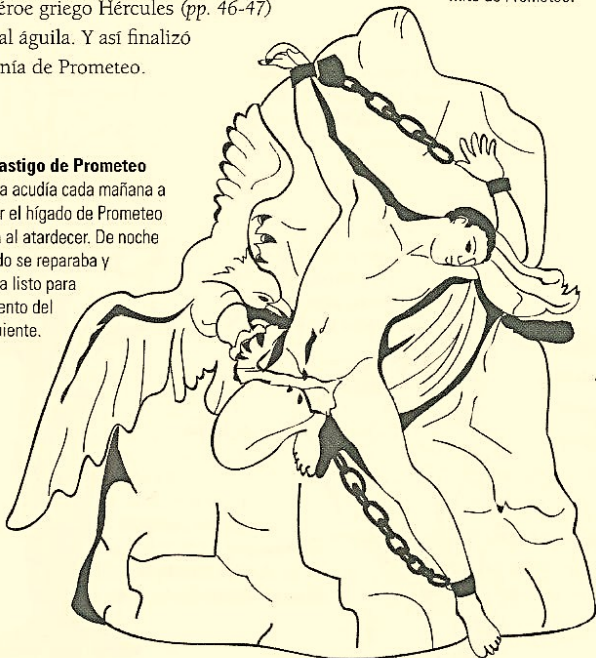 éroe griego Hércules (pp. 46-47)
al águila. Y así finalizó
nía de Prometeo.
astigo de Prometeo
a acudía cada mañana a
r el hígado de Prometeo
al atardecer. De noche
do se reparaba y
a listo para
ento del
uiente.